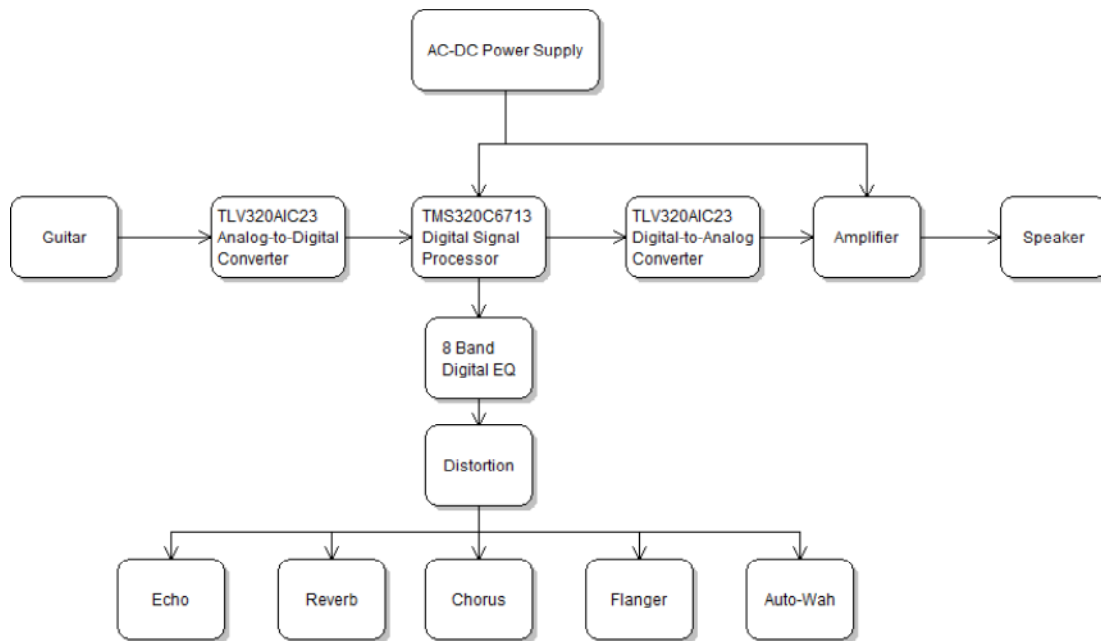 AC-DC Power Supply
Guitar
TLV320AIC23
Analog-to-Digital
Converter
TMS320C6713
Digital Signal
Processor
TLV320AIC23
Digital-to-Analog
Converter
Amplifier
Speaker
8 Band
Digital EQ
Distortion
Echo
Reverb
Chorus
Flanger
Auto-Wah